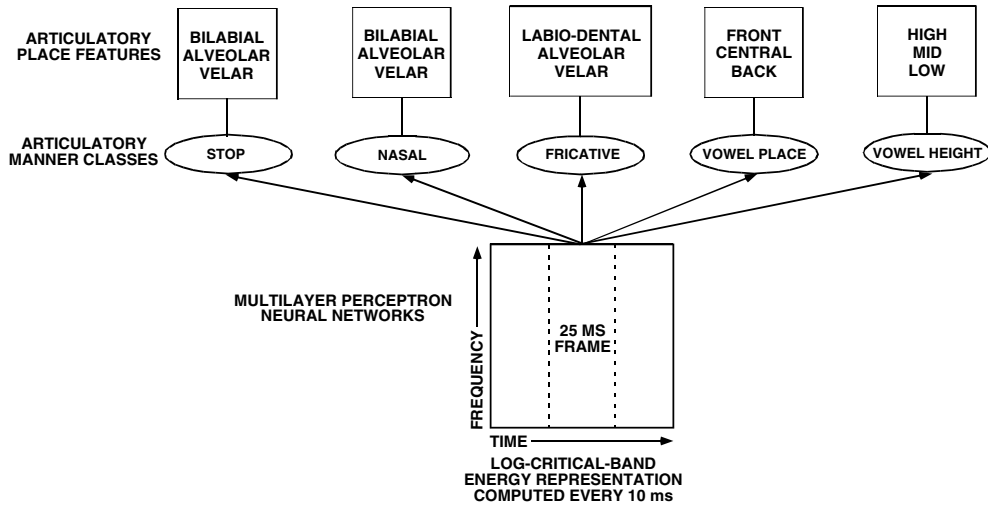 ARTICULATORY
PLACE FEATURES
BILABIAL
ALVEOLAR
VELAR
BILABIAL
ALVEOLAR
VELAR
LABIO-DENTAL
ALVEOLAR
VELAR
FRONT
CENTRAL
BACK
HIGH
MID
LOW
ARTICULATORY
MANNER CLASSES
STOP
NASAL
FRICATIVE
VOWEL PLACE
VOWEL HEIGHT
MULTILAYER PERCEPTRON
NEURAL NETWORKS
FREQUENCY
25 MS
FRAME
TIME
LOG-CRITICAL-BAND
ENERGY REPRESENTATION
COMPUTED EVERY 10 ms